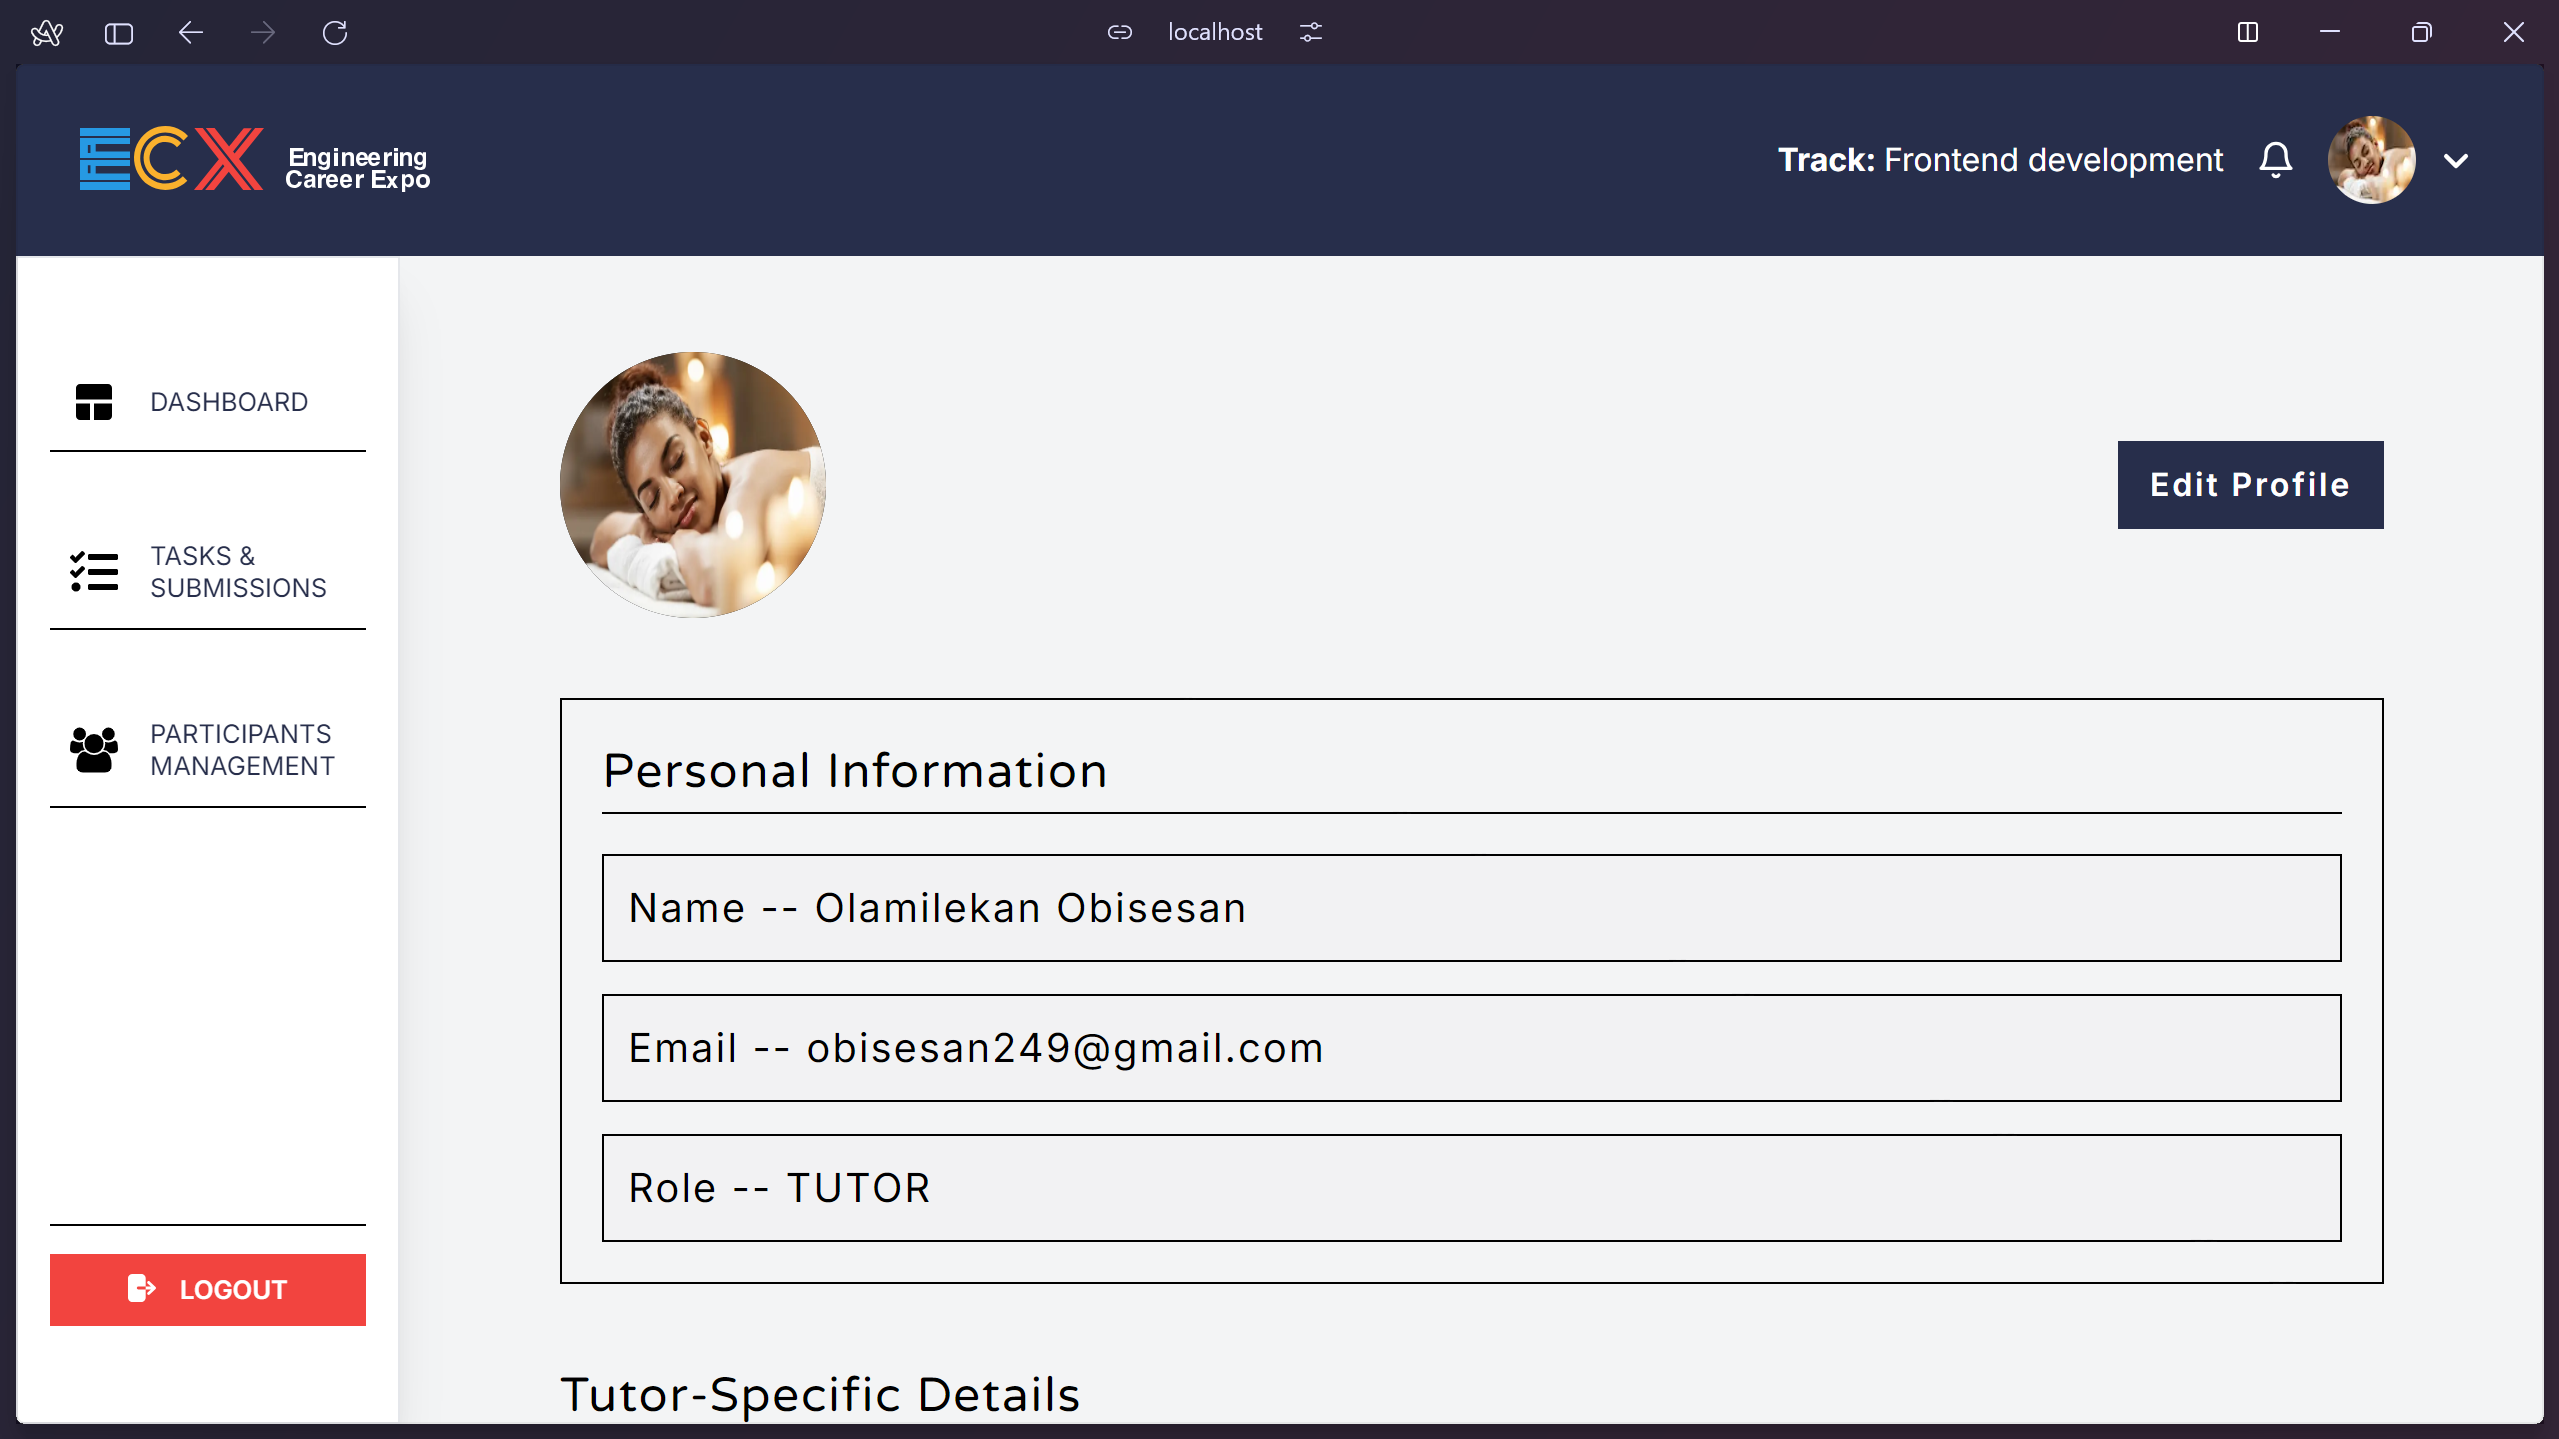 localhost
ECX Engineering
Career Expo
Track: Frontend development
DASHBOARD
TASKS &
SUBMISSIONS
PARTICIPANTS
MANAGEMENT
LOGOUT
Edit Profile
Personal Information
Name -- Olamilekan Obisesan
Email -- obisesan249@gmail.com
Role -- TUTOR
Tutor-Specific Details